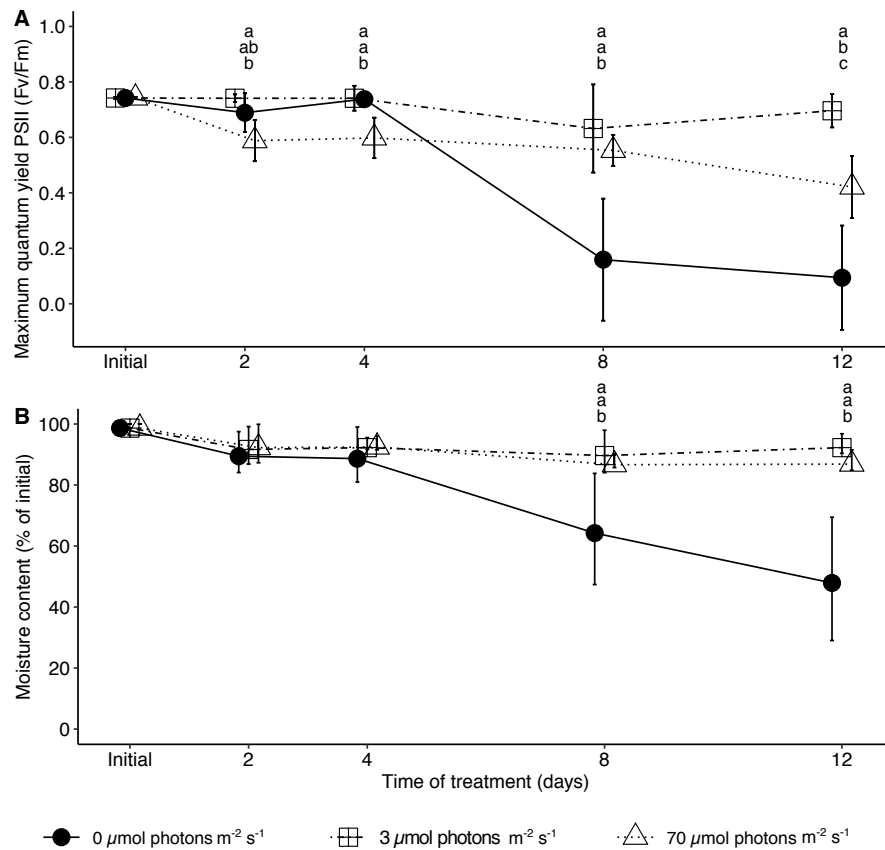 A
Maximum quantum yield PSII (Fv/Fm)
1.0
0.8
0.6
0.4
0.2
0.0
a
ab
b
a
a
b
a
a
b
a
b
c
Initial
2
4
8
12
B
Moisture content (% of initial)
100
80
60
40
20
0
a
a
b
a
a
b
Initial
2
4
8
12
Time of treatment (days)
0 µmol photons m⁻² s⁻¹
3 µmol photons m⁻² s⁻¹
70 µmol photons m⁻² s⁻¹